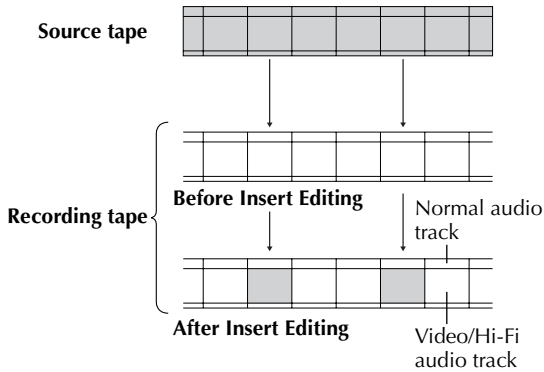 Source tape
Before Insert Editing
Recording tape
Normal audio
track
After Insert Editing
Video/Hi-Fi
audio track